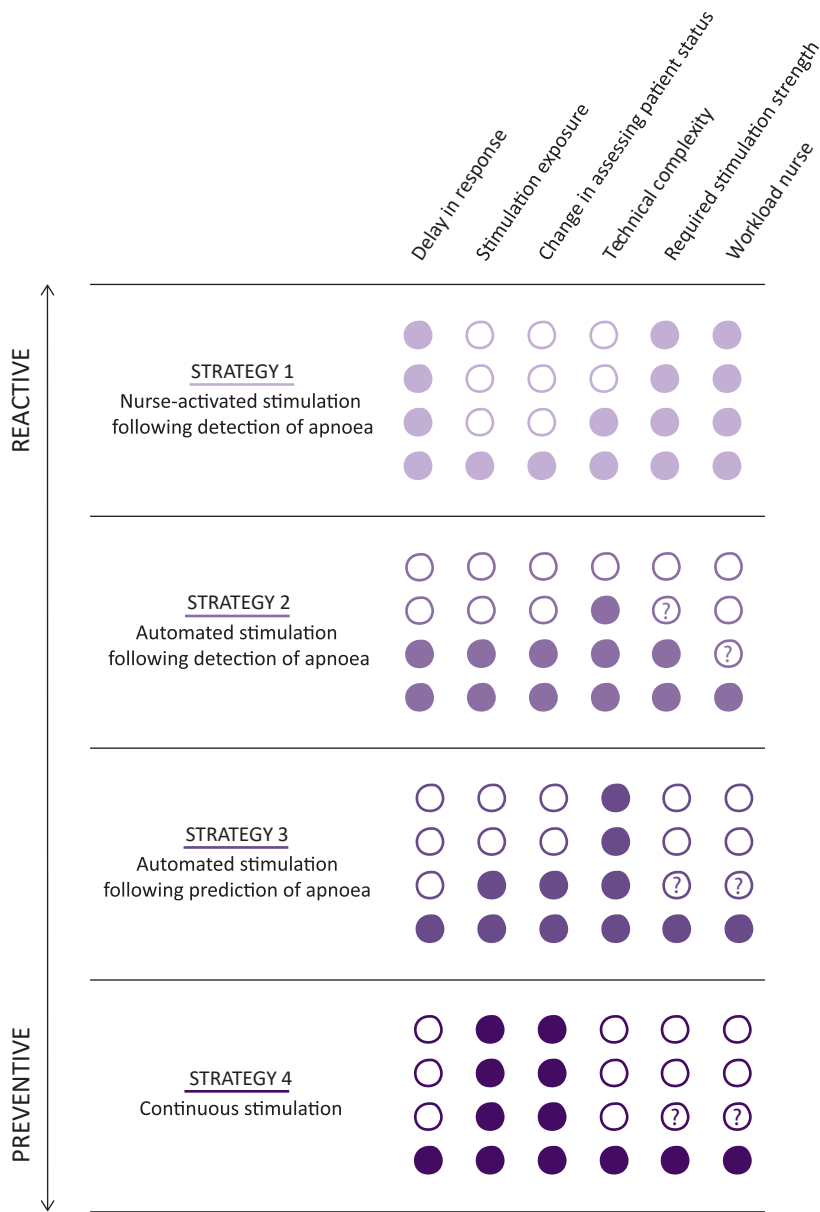 Delay in response
Stimulation exposure
Change in assessing patient status
Technical complexity
Required stimulation strength
Workload nurse
REACTIVE
STRATEGY 1
Nurse-activated stimulation
following detection of apnoea
STRATEGY 2
Automated stimulation
following detection of apnoea
?
?
STRATEGY 3
Automated stimulation
following prediction of apnoea
? ?
PREVENTIVE
STRATEGY 4
Continuous stimulation
? ?